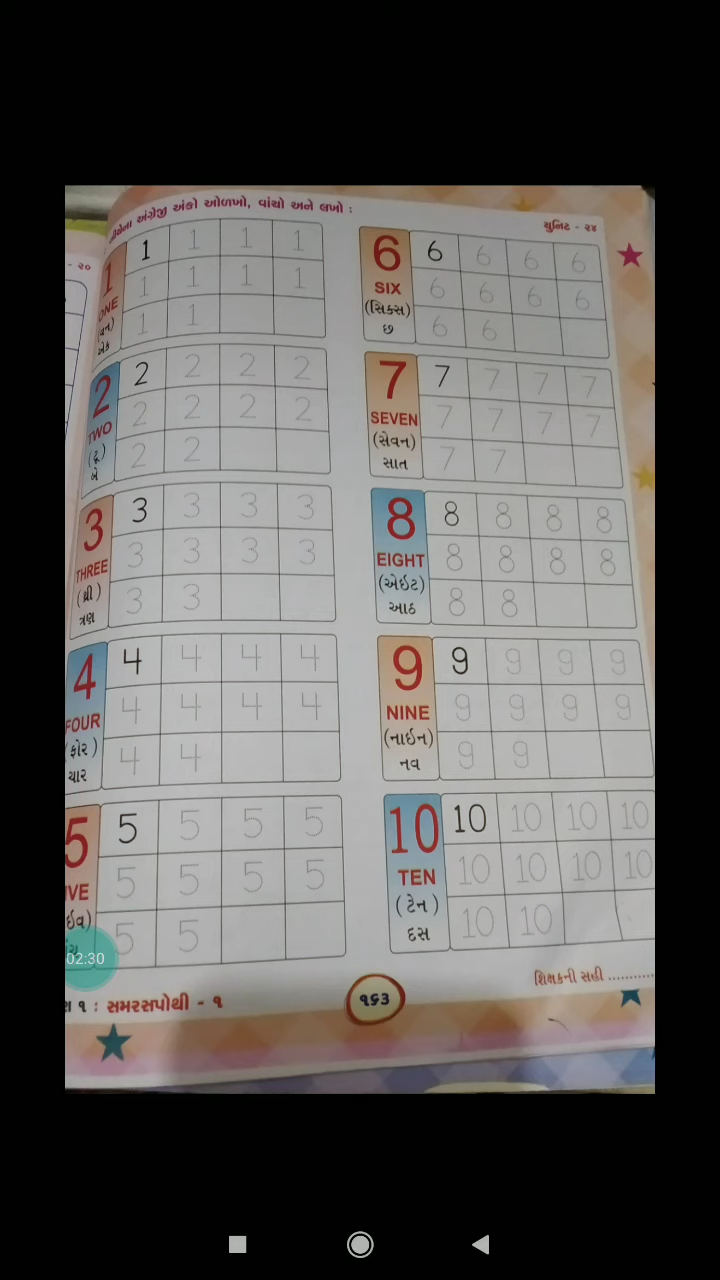 નીચેના અંગ્રેજી અંકો ઓળખો, વાંચો અને લખો :
યુનિટ - ૨૪
- ૨૦
1 1 1 1 1
1 1 1 1
1 1
ONE
(વન)
એક
2 2 2 2 2
2 2 2 2
2 2
TWO
(ટૂ)
બે
3 3 3 3 3
3 3 3 3
3 3
THREE
(થ્રી)
ત્રણ
4 4 4 4 4
4 4 4 4
4 4
FOUR
(ફોર)
ચાર
5 5 5 5 5
5 5 5 5
5 5
IVE
ઇવ)
02:30
6 6 6 6 6
6 6 6 6
6 6
SIX
(સિક્સ)
છ
7 7 7 7 7
7 7 7 7
7 7
SEVEN
(સેવન)
સાત
8 8 8 8 8
8 8 8 8
8 8
EIGHT
(એઇટ)
આઠ
9 9 9 9 9
9 9 9 9
9 9
NINE
(નાઇન)
નવ
10 10 10 10 10
10 10 10 10
10 10
TEN
(ટેન)
દસ
શિક્ષકની સહી ..........
૧ : સમરસપોથી - ૧
૧૬૩